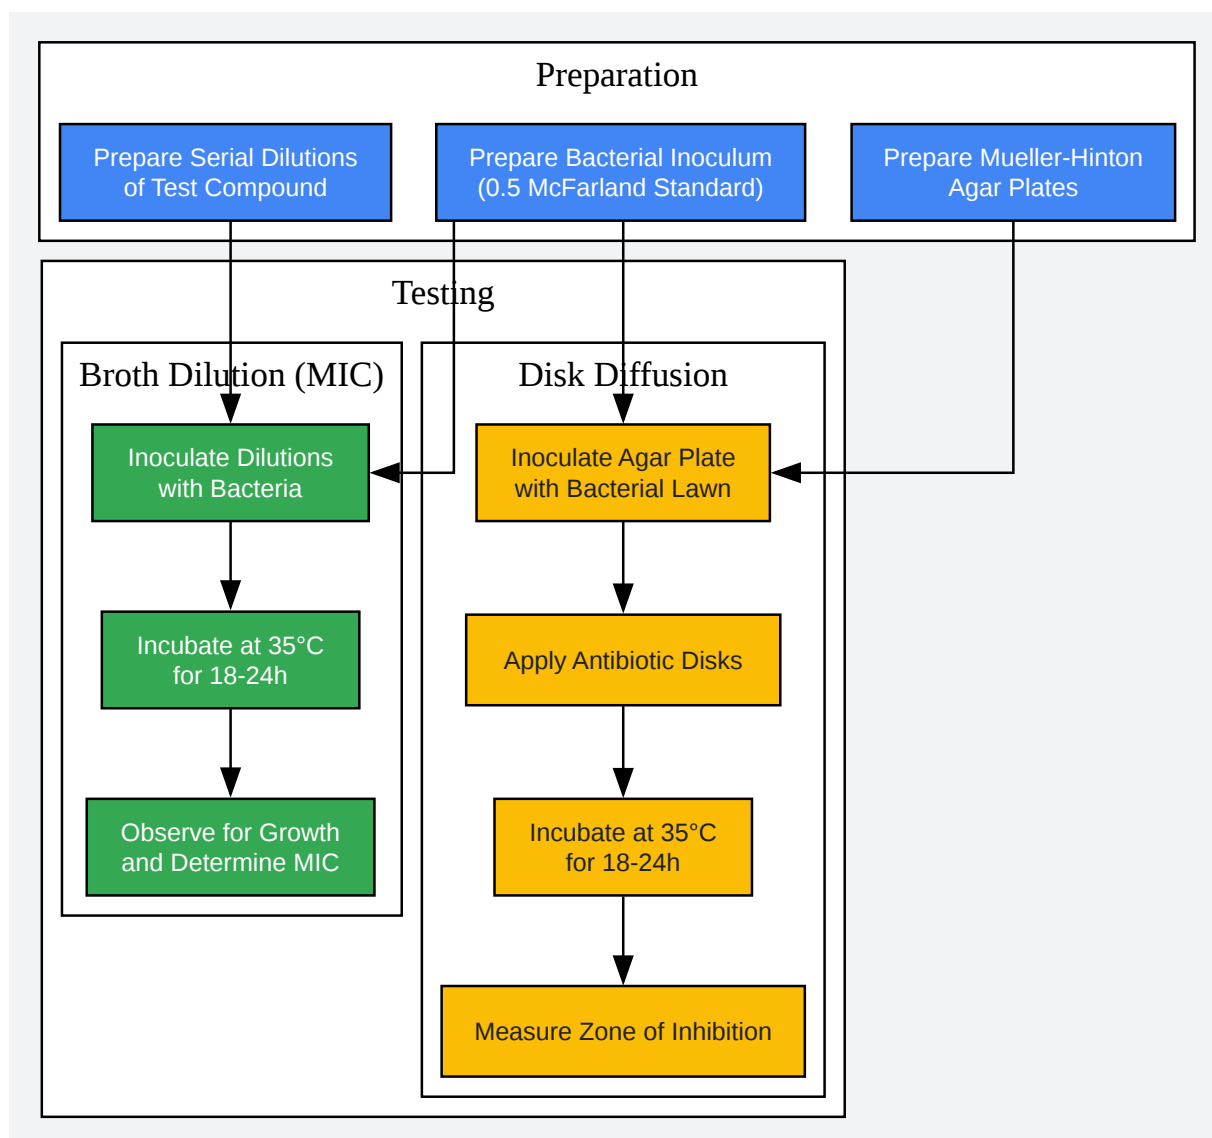 Preparation
Prepare Serial Dilutions
of Test Compound
Prepare Bacterial Inoculum
(0.5 McFarland Standard)
Prepare Mueller-Hinton
Agar Plates
Testing
Broth Dilution (MIC)
Inoculate Dilutions
with Bacteria
Incubate at 35°C
for 18-24h
Observe for Growth
and Determine MIC
Disk Diffusion
Inoculate Agar Plate
with Bacterial Lawn
Apply Antibiotic Disks
Incubate at 35°C
for 18-24h
Measure Zone of Inhibition